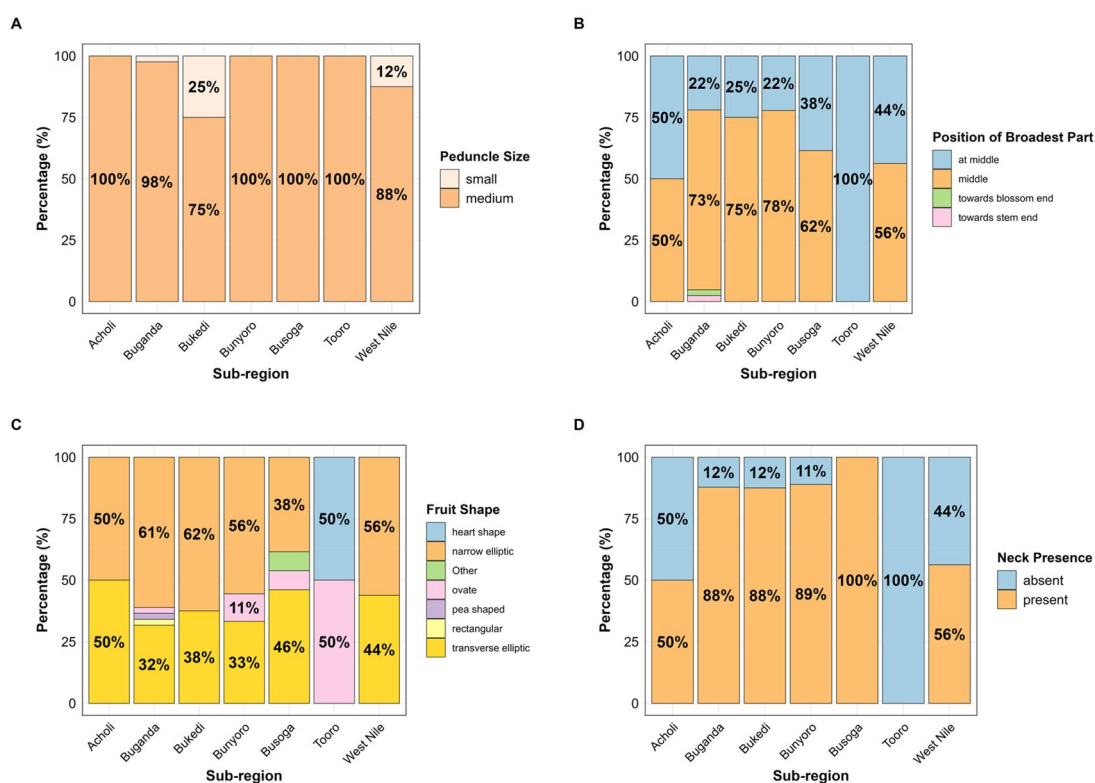 A
Percentage (%)
100
75
50
25
0
100%
98%
25%
75%
100%
100%
100%
12%
88%
Acholi
Buganda
Bukedi
Bunyoro
Busoga
Tooro
West Nile
Sub-region
Peduncle Size
small
medium
B
Percentage (%)
100
75
50
25
0
50%
50%
22%
73%
25%
75%
22%
78%
38%
62%
100%
44%
56%
Acholi
Buganda
Bukedi
Bunyoro
Busoga
Tooro
West Nile
Sub-region
Position of Broadest Part
at middle
middle
towards blossom end
towards stem end
C
Percentage (%)
100
75
50
25
0
50%
50%
61%
32%
62%
38%
56%
11%
33%
38%
46%
50%
50%
56%
44%
Acholi
Buganda
Bukedi
Bunyoro
Busoga
Tooro
West Nile
Sub-region
Fruit Shape
heart shape
narrow elliptic
Other
ovate
pea shaped
rectangular
transverse elliptic
D
Percentage (%)
100
75
50
25
0
50%
50%
12%
88%
12%
88%
11%
89%
100%
100%
44%
56%
Acholi
Buganda
Bukedi
Bunyoro
Busoga
Tooro
West Nile
Sub-region
Neck Presence
absent
present